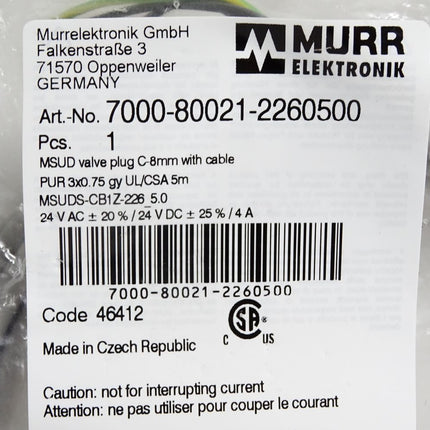 Murrelektronik GmbH
Falkenstraße 3
71570 Oppenweiler
GERMANY
MURR
ELEKTRONIK
Art.-No. 7000-80021-2260500
Pcs. 1
MSUD valve plug C-8mm with cable
PUR 3x0.75 gy UL/CSA 5m
MSUDS-CB1Z-226_5.0
24 V AC ± 20 % / 24 V DC ± 25 % / 4 A
7000-80021-2260500
Code 46412
SA ®
C US
Made in Czech Republic
Caution: not for interrupting current
Attention: ne pas utiliser pour couper le courant